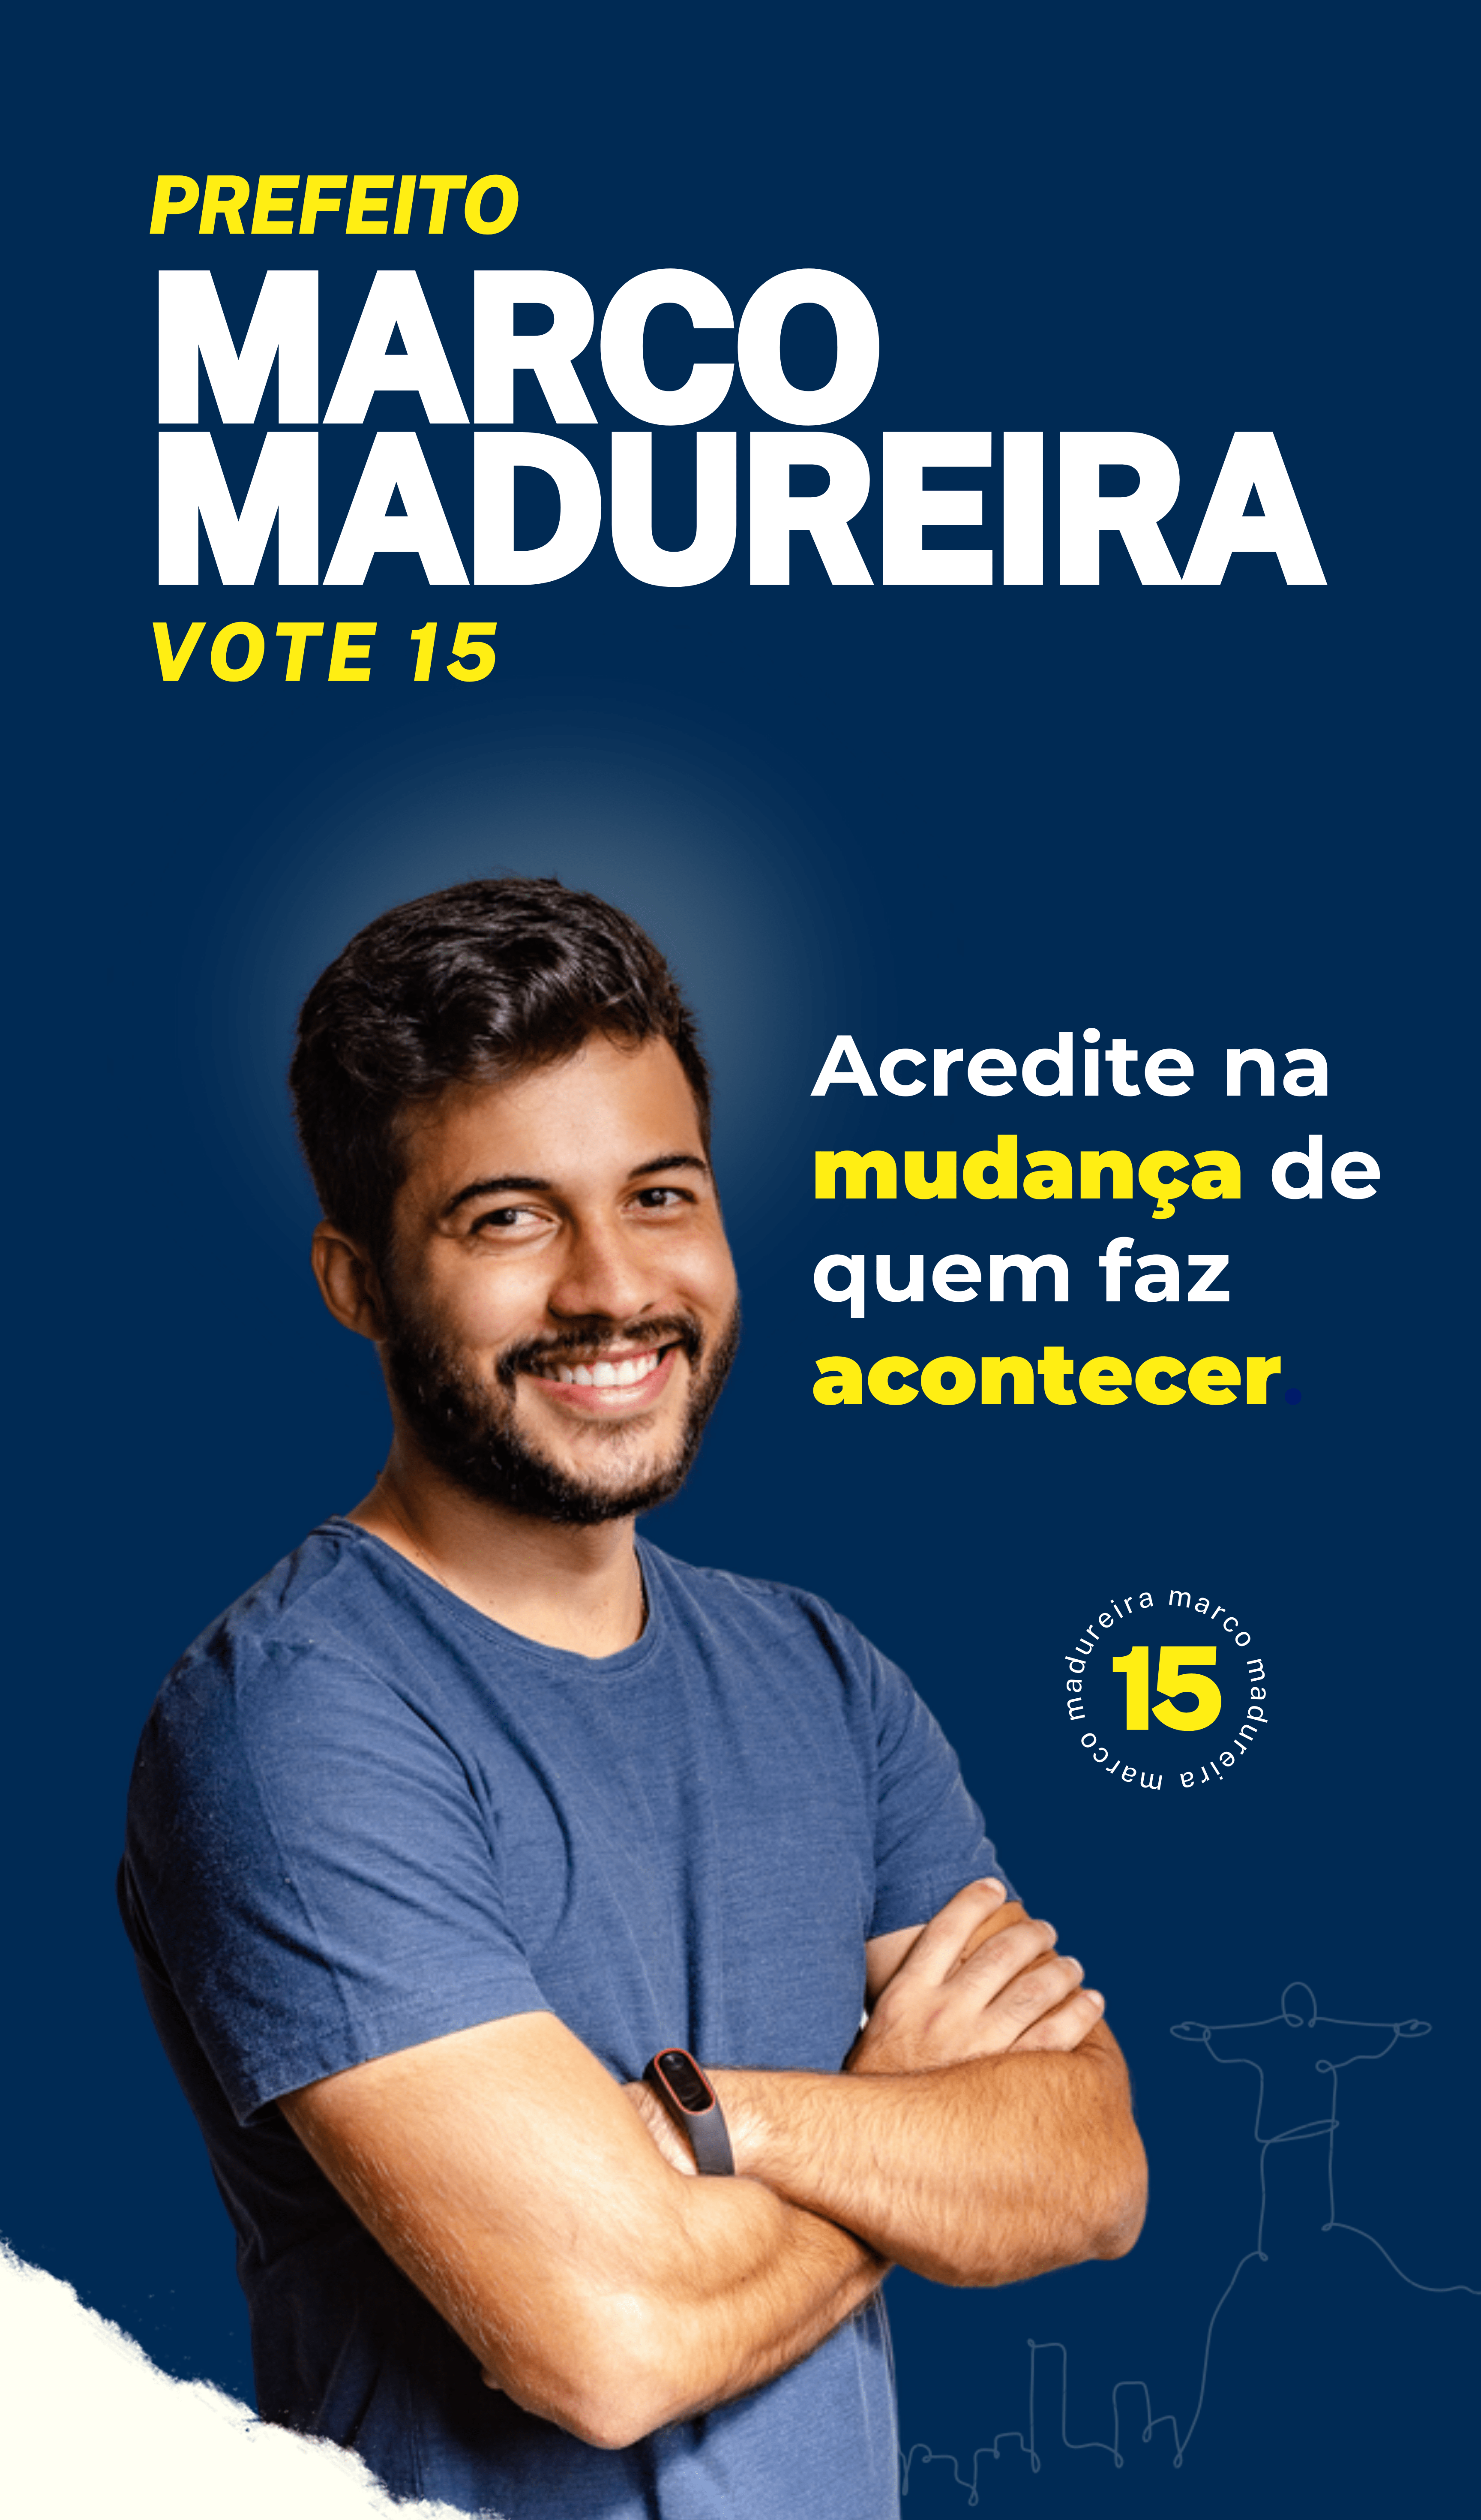 PREFEITO
MARCO
MADUREIRA
VOTE 15
Acredite na
mudança de
quem faz
acontecer.
marco madureira marco madureira
15